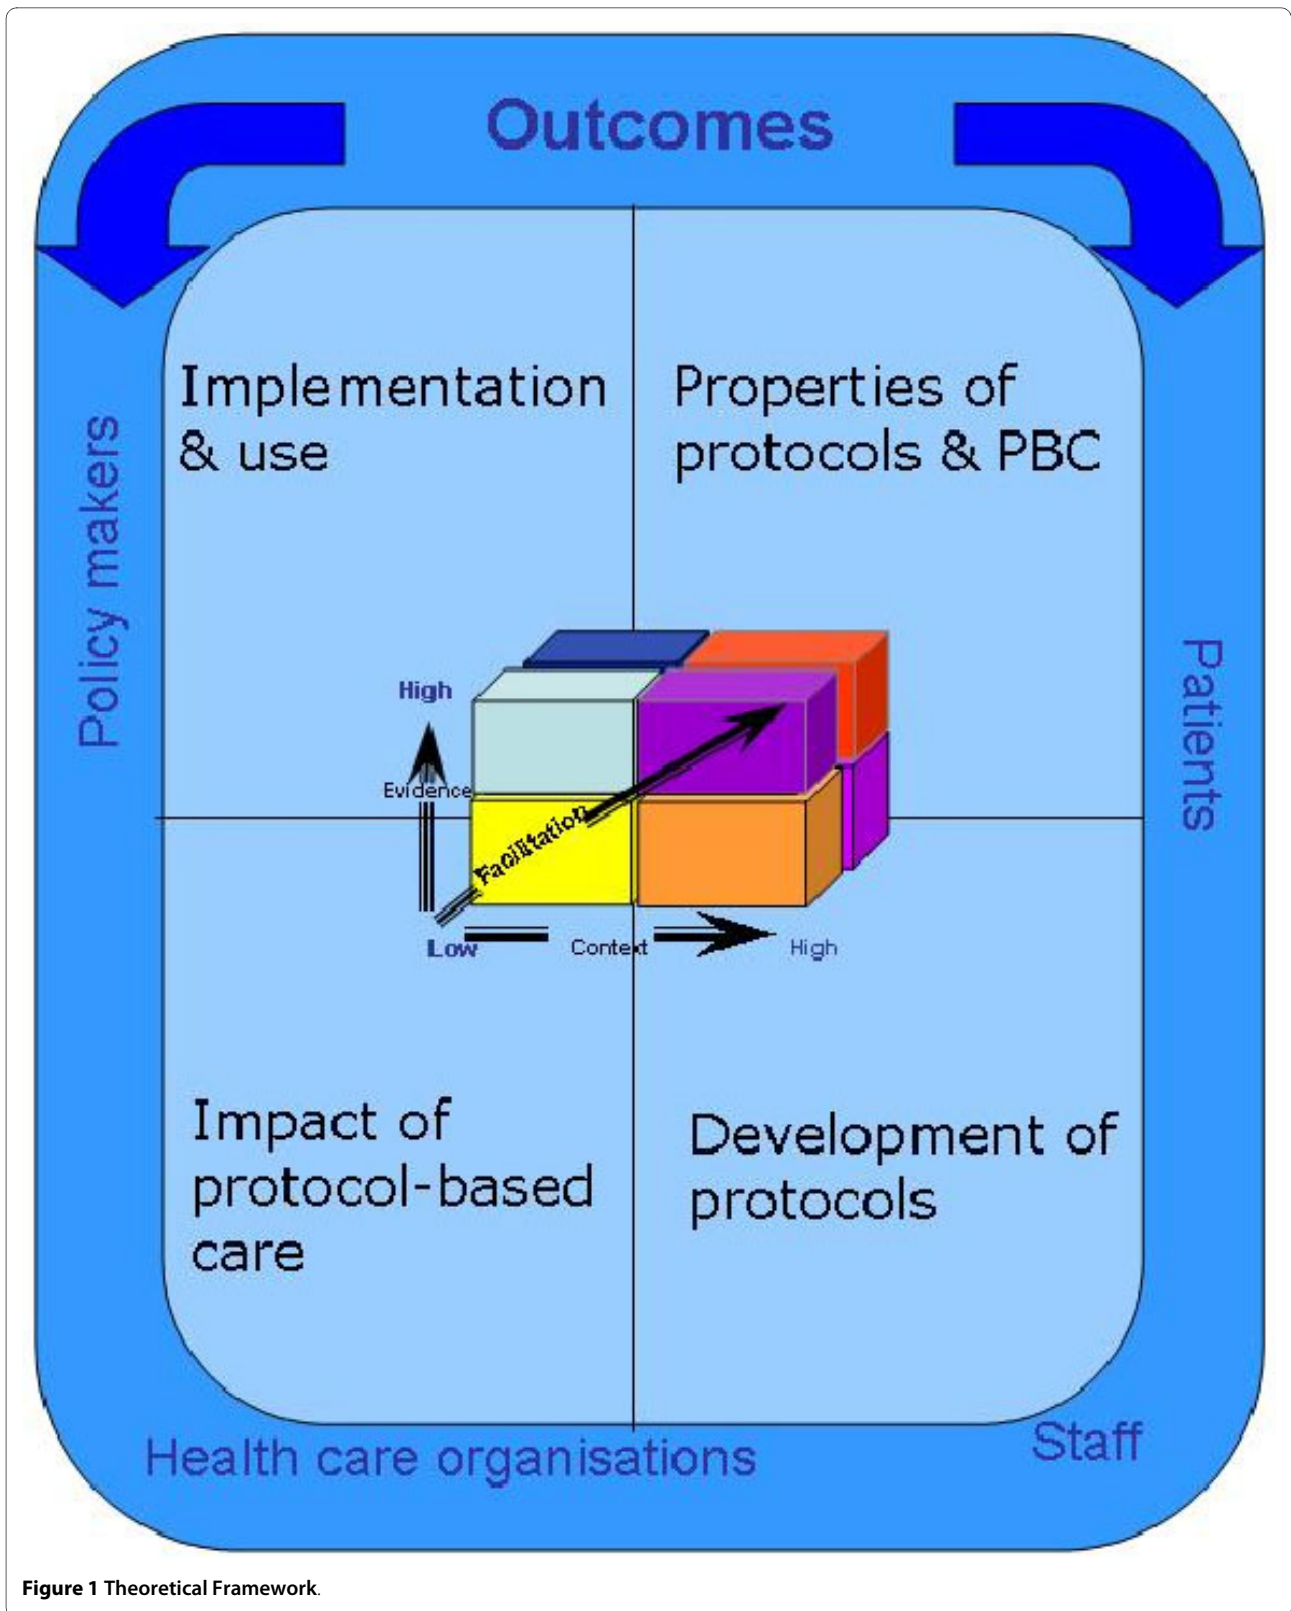 Outcomes
Implementation
& use
Properties of
protocols & PBC
Policy makers
Patients
High
Evidence
Facilitation
Low
Context
High
Impact of
protocol-based
care
Development of
protocols
Health care organisations
Staff
Figure 1 Theoretical Framework.